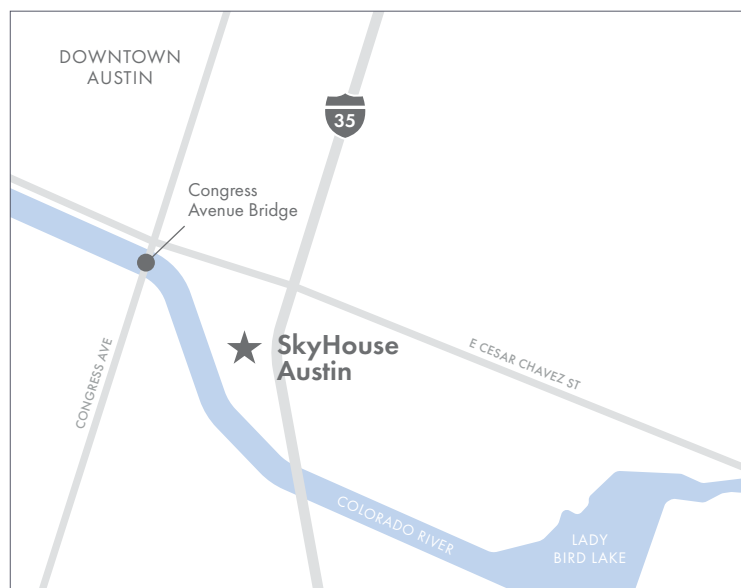 DOWNTOWN
AUSTIN
35
Congress
Avenue Bridge
SkyHouse
Austin
E CESAR CHAVEZ ST
CONGRESS AVE
COLORADO RIVER
LADY
BIRD LAKE